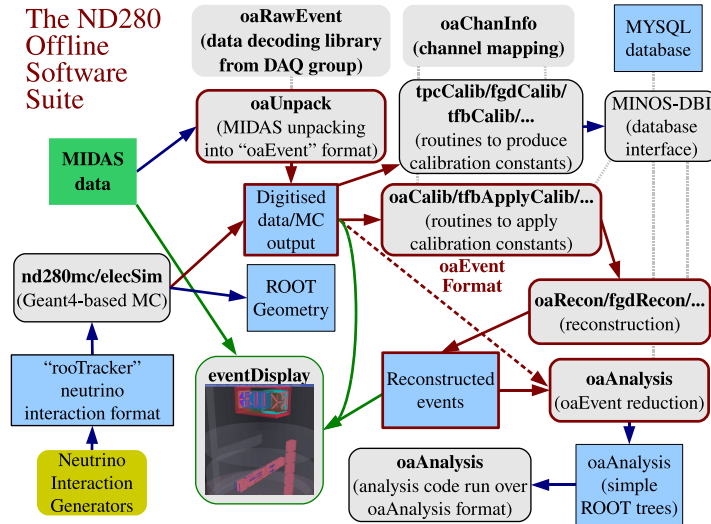 The ND280
Offline
Software
Suite
oaRawEvent
(data decoding library
from DAQ group)
oaChanInfo
(channel mapping)
MYSQL
database
oaUnpack
(MIDAS unpacking
into “oaEvent” format)
tpcCalib/fgdCalib/
tfbCalib/...
(routines to produce
calibration constants)
MINOS-DBI
(database
interface)
MIDAS
data
Digitised
data/MC
output
oaCalib/tfbApplyCalib/...
(routines to apply
calibration constants)
oaEvent
Format
nd280mc/elecSim
(Geant4-based MC)
ROOT
Geometry
oaRecon/fgdRecon/...
(reconstruction)
“rooTracker”
neutrino
interaction format
eventDisplay
Reconstructed
events
oaAnalysis
(oaEvent reduction)
Neutrino
Interaction
Generators
oaAnalysis
(analysis code run over
oaAnalysis format)
oaAnalysis
(simple
ROOT trees)